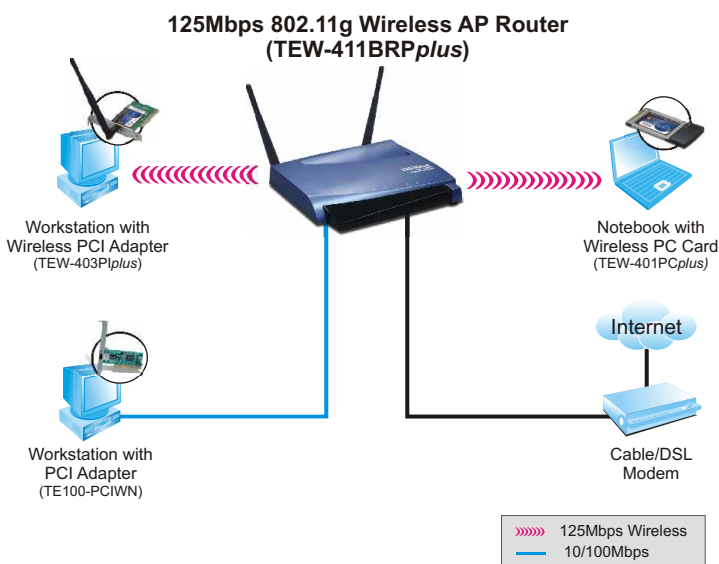 125Mbps 802.11g Wireless AP Router
(TEW-411BRPplus)
Workstation with
Wireless PCI Adapter
(TEW-403PIplus)
Notebook with
Wireless PC Card
(TEW-401PCplus)
Internet
Workstation with
PCI Adapter
(TE100-PCIWN)
Cable/DSL
Modem
125Mbps Wireless
10/100Mbps